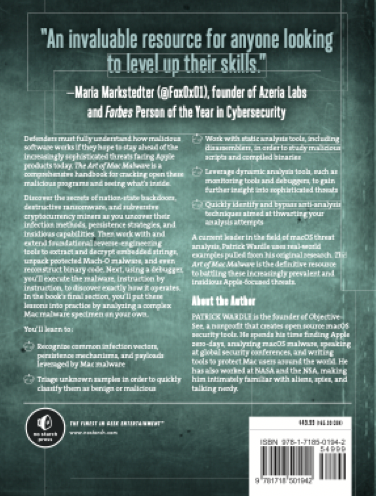 "An invaluable resource for anyone looking
to level up their skills."
—Maria Markstedter (@Fox0x01), founder of Azeria Labs
and Forbes Person of the Year in Cybersecurity
Defenders must fully understand how malicious
software works if they hope to stay ahead of the
increasingly sophisticated threats facing Apple
products today. The Art of Mac Malware is a
comprehensive handbook for cracking open these
malicious programs and seeing what's inside.
Discover the secrets of nation-state backdoors,
destructive ransomware, and subversive
cryptocurrency miners as you uncover their
infection methods, persistence strategies, and
insidious capabilities. Then work with and
extend foundational reverse-engineering
tools to extract and decrypt embedded strings,
unpack protected Mach-O malware, and even
reconstruct binary code. Next, using a debugger,
you'll execute the malware, instruction by
instruction, to discover exactly how it operates.
In the book's final section, you'll put these
lessons into practice by analyzing a complex
Mac malware specimen on your own.
You'll learn to:
Recognize common infection vectors,
persistence mechanisms, and payloads
leveraged by Mac malware
Triage unknown samples in order to quickly
classify them as benign or malicious
Work with static analysis tools, including
disassemblers, in order to study malicious
scripts and compiled binaries
Leverage dynamic analysis tools, such as
monitoring tools and debuggers, to gain
further insight into sophisticated threats
Quickly identify and bypass anti-analysis
techniques aimed at thwarting your
analysis attempts
A current leader in the field of macOS threat
analysis, Patrick Wardle uses real-world
examples pulled from his original research. The
Art of Mac Malware is the definitive resource
to battling these increasingly prevalent and
insidious Apple-focused threats.
About the Author
PATRICK WARDLE is the founder of Objective-
See, a nonprofit that creates open source macOS
security tools. He spends his time finding Apple
zero-days, analyzing macOS malware, speaking
at global security conferences, and writing
tools to protect Mac users around the world. He
has also worked at NASA and the NSA, making
him intimately familiar with aliens, spies, and
talking nerdy.
no starch
press
THE FINEST IN GEEK ENTERTAINMENT™
www.nostarch.com
ISBN 978-1-7185-0194-2
54999
9 781718 501942